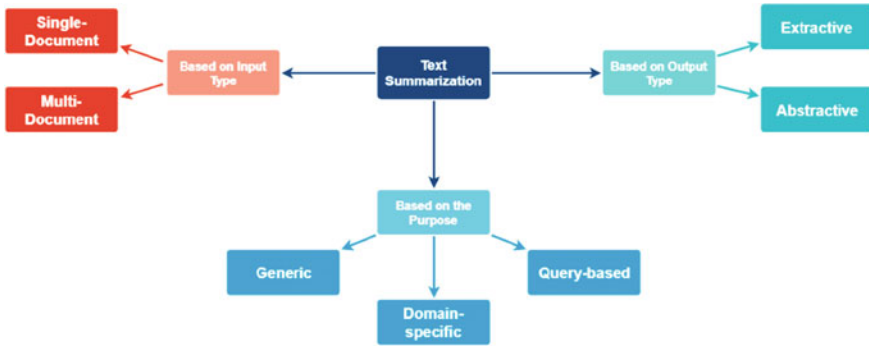 Single-
Document
Based on Input
Type
Multi-
Document
Text
Summarization
Based on Output
Type
Extractive
Abstractive
Based on the
Purpose
Generic
Domain-
specific
Query-based